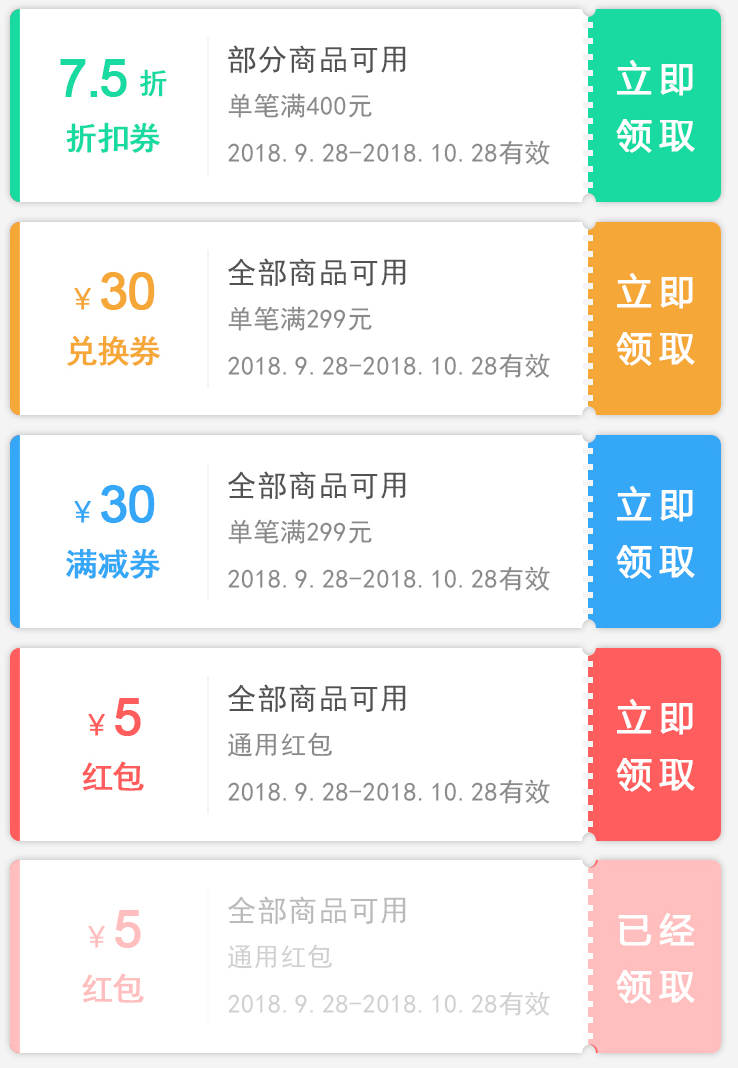 7.5 折
折扣券
部分商品可用
单笔满400元
2018.9.28-2018.10.28有效
立即
领取
¥ 30
兑换券
全部商品可用
单笔满299元
2018.9.28-2018.10.28有效
立即
领取
¥ 30
满减券
全部商品可用
单笔满299元
2018.9.28-2018.10.28有效
立即
领取
¥ 5
红包
全部商品可用
通用红包
2018.9.28-2018.10.28有效
立即
领取
¥ 5
红包
全部商品可用
通用红包
2018.9.28-2018.10.28有效
已经
领取